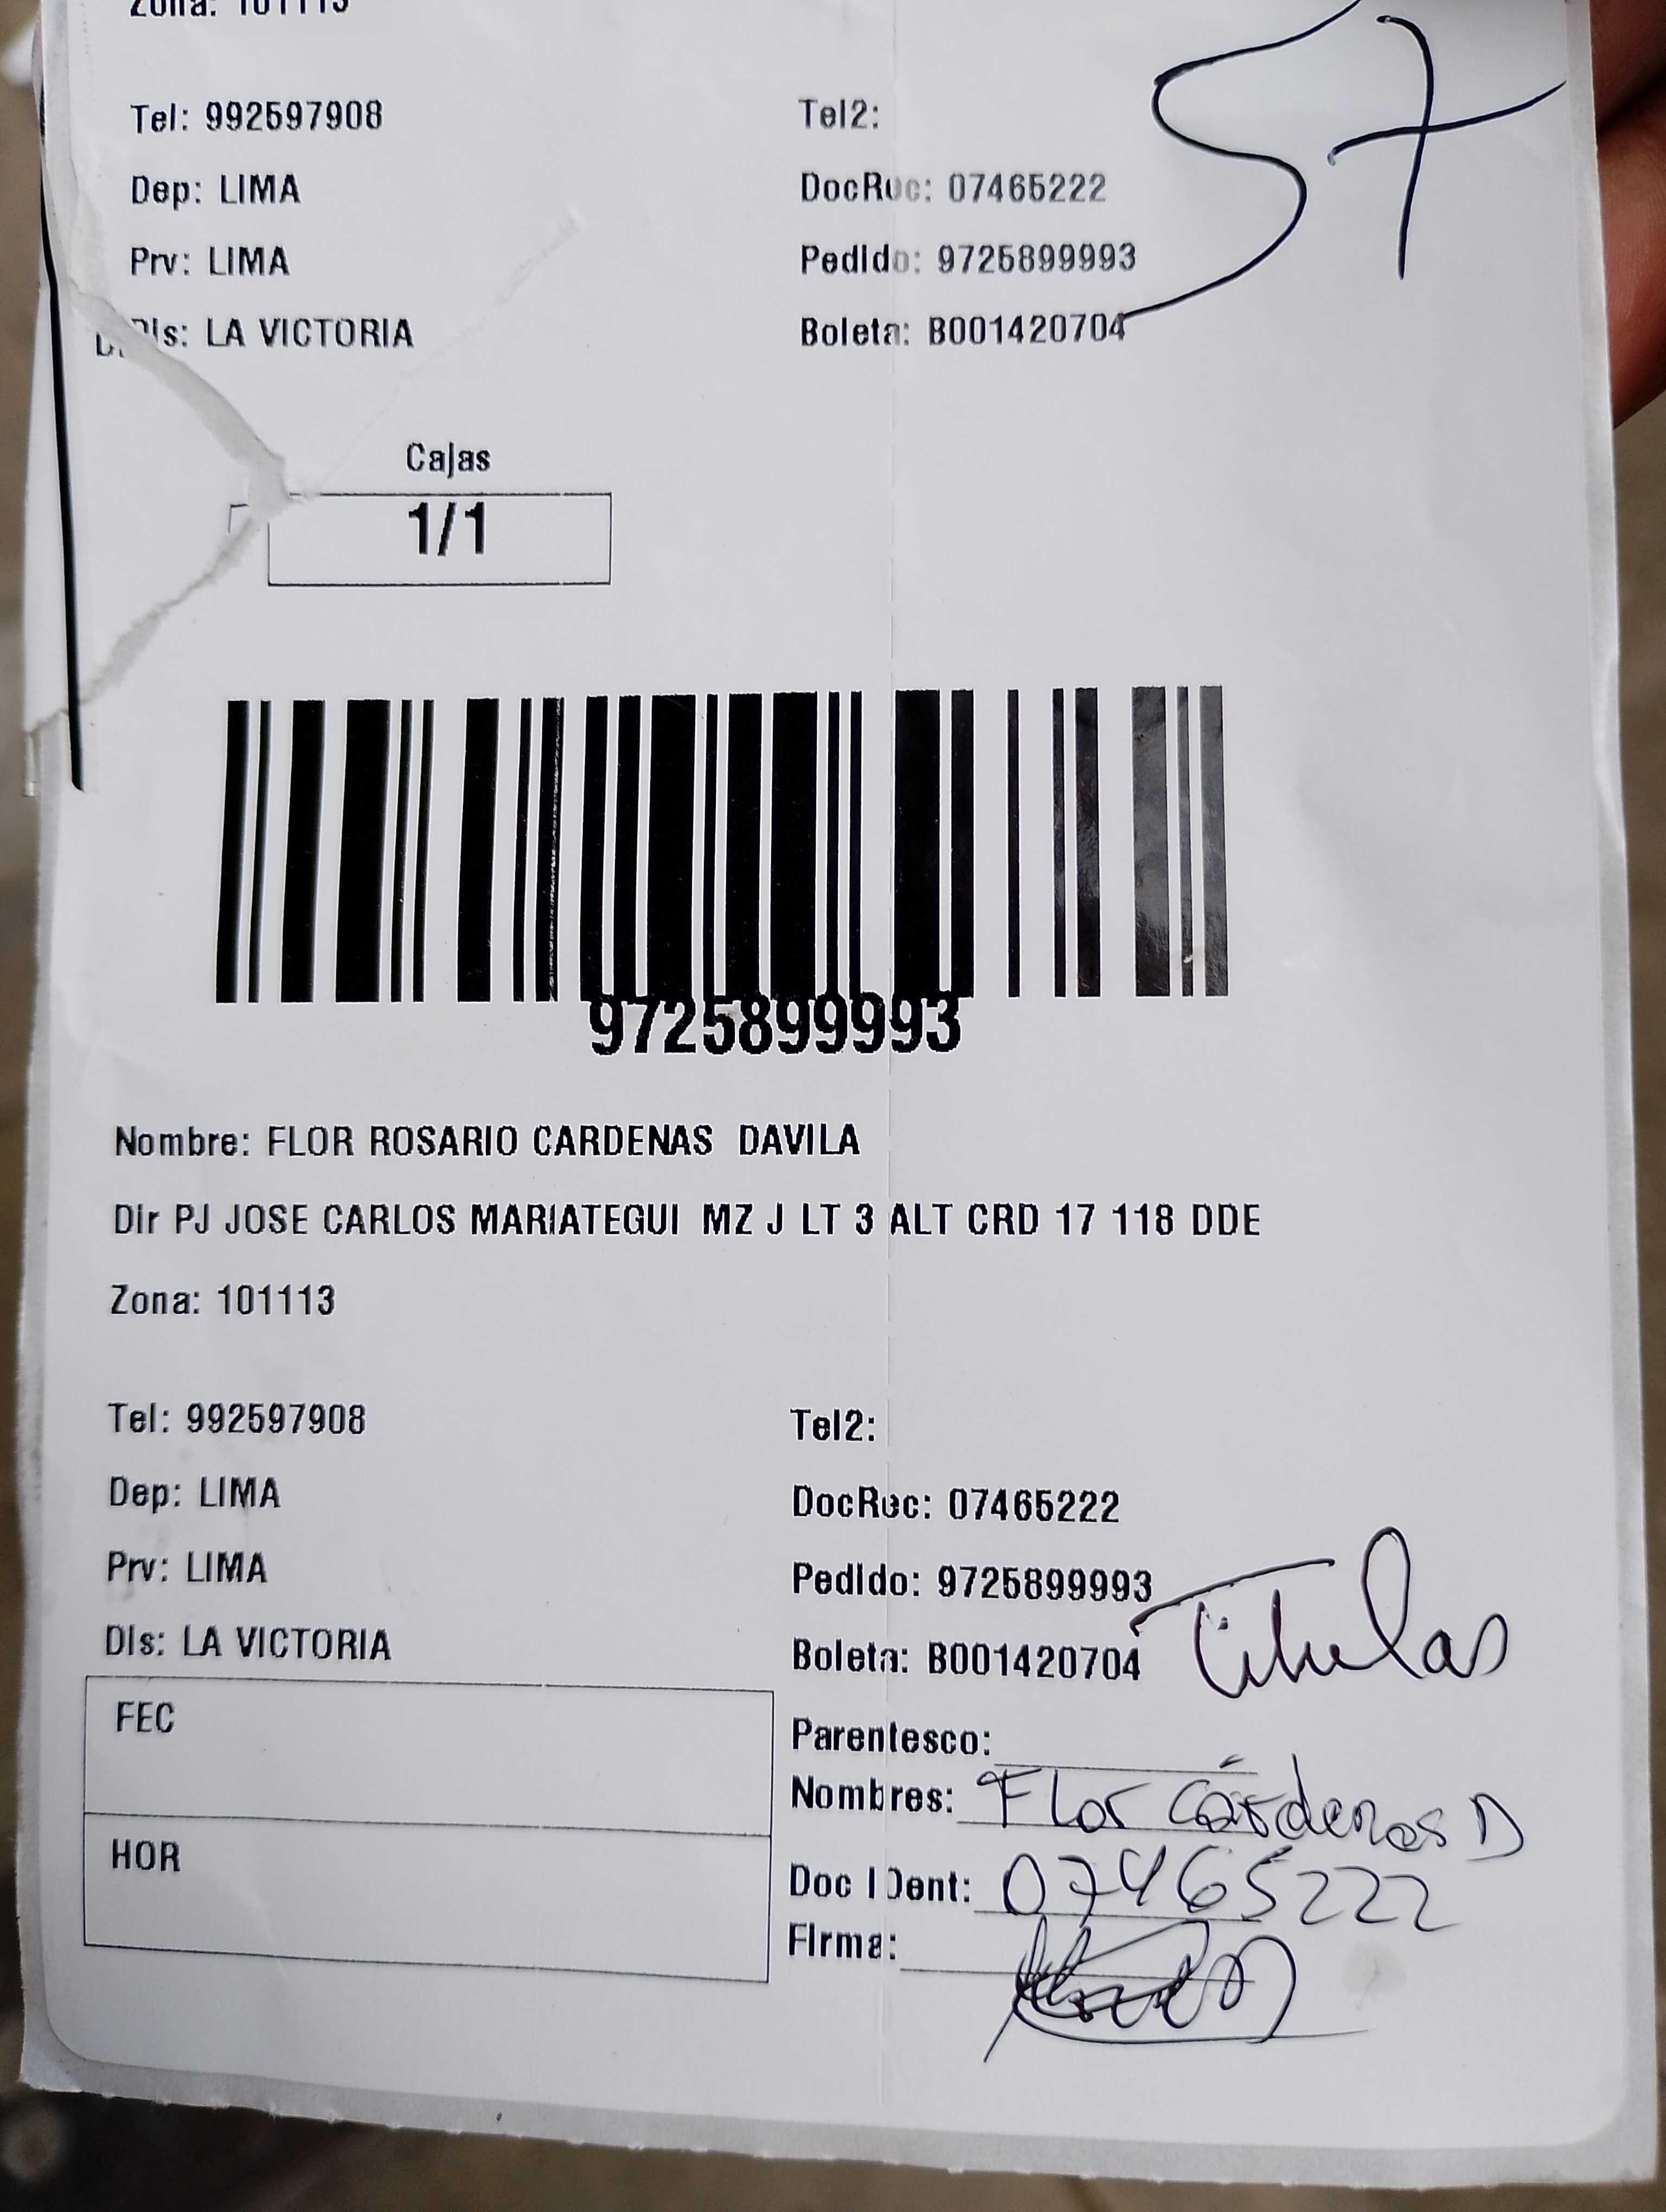 Zona: 101113
57
Tel: 992597908
Tel2:
Dep: LIMA
DocRec: 07465222
Prv: LIMA
Pedido: 9725899993
Dis: LA VICTORIA
Boleta: B001420704
Cajas
1/1
9725899993
Nombre: FLOR ROSARIO CARDENAS DAVILA
Dir PJ JOSE CARLOS MARIATEGUI MZ J LT 3 ALT CRD 17 118 DDE
Zona: 101113
Tel: 992597908
Tel2:
Dep: LIMA
DocRec: 07465222
Prv: LIMA
Pedido: 9725899993
Dis: LA VICTORIA
Boleta: B001420704
FEC
Parentesco:
Nombres: Flor Cárdenas D
HOR
Doc IDent: 07465222
Firma: